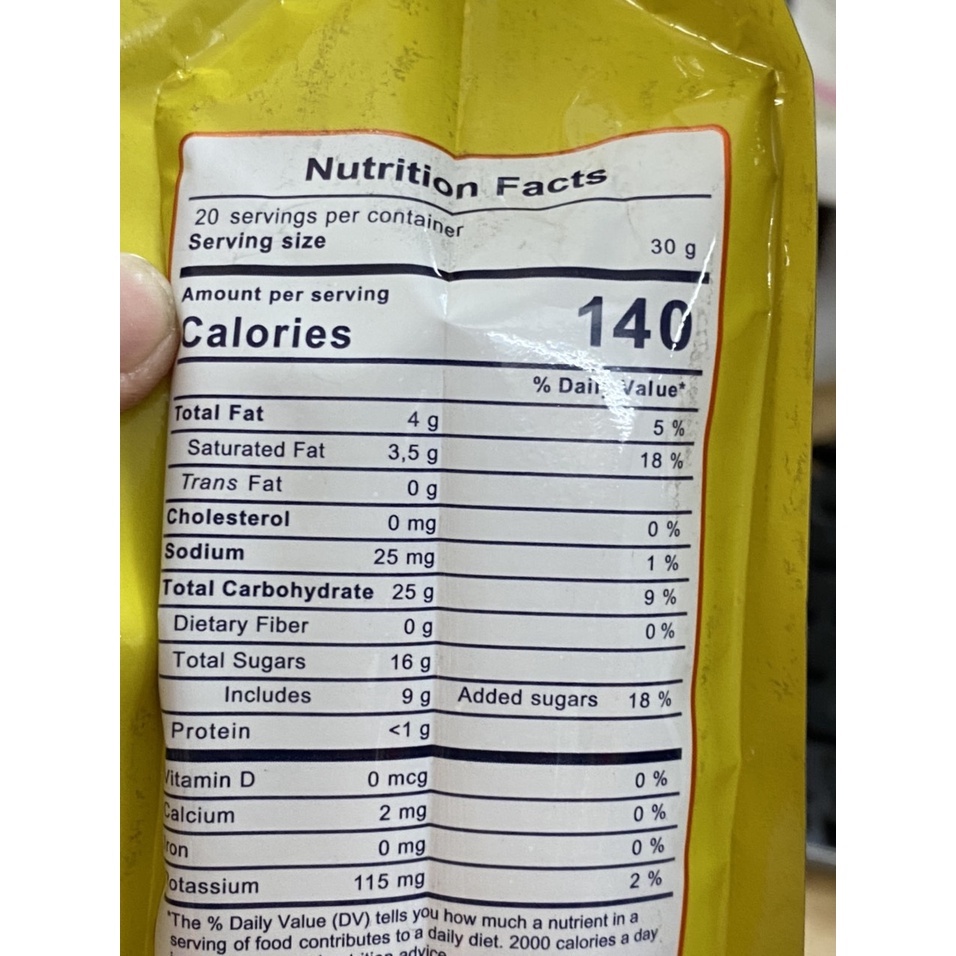 Nutrition Facts
20 servings per container
Serving size 30 g
Amount per serving
Calories 140
% Daily Value*
Total Fat 4 g 5 %
Saturated Fat 3,5 g 18 %
Trans Fat 0 g
Cholesterol 0 mg 0 %
Sodium 25 mg 1 %
Total Carbohydrate 25 g 9 %
Dietary Fiber 0 g 0 %
Total Sugars 16 g
Includes 9 g Added sugars 18 %
Protein <1 g
Vitamin D 0 mcg 0 %
Calcium 2 mg 0 %
Iron 0 mg 0 %
Potassium 115 mg 2 %
*The % Daily Value (DV) tells you how much a nutrient in a
serving of food contributes to a daily diet. 2000 calories a day
advice